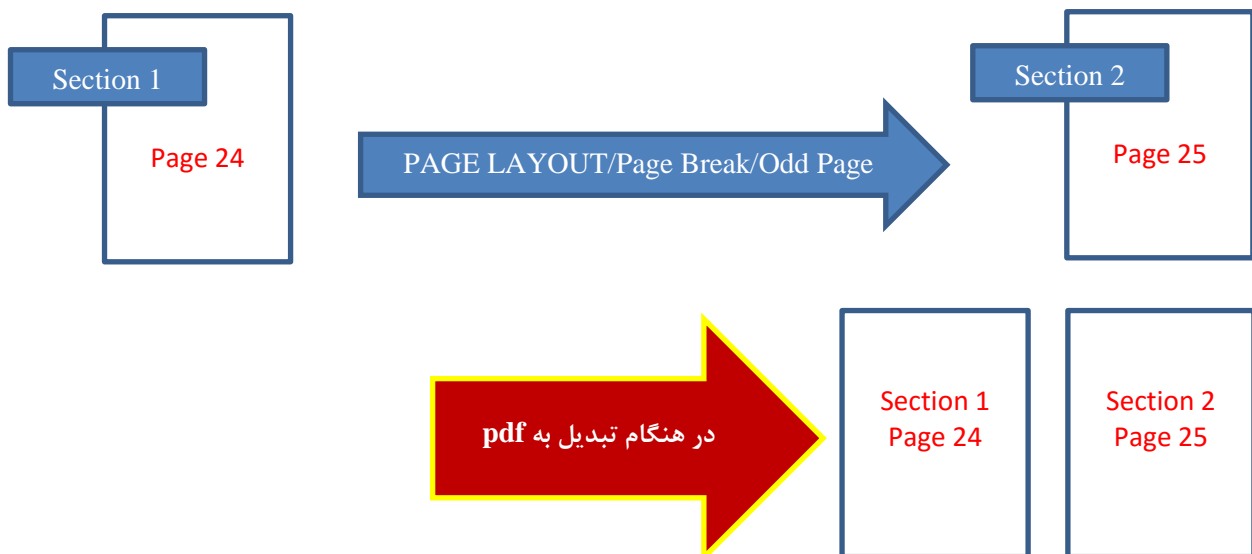 Section 1
Page 24
PAGE LAYOUT/Page Break/Odd Page
Section 2
Page 25
در هنگام تبدیل به pdf
Section 1
Page 24
Section 2
Page 25